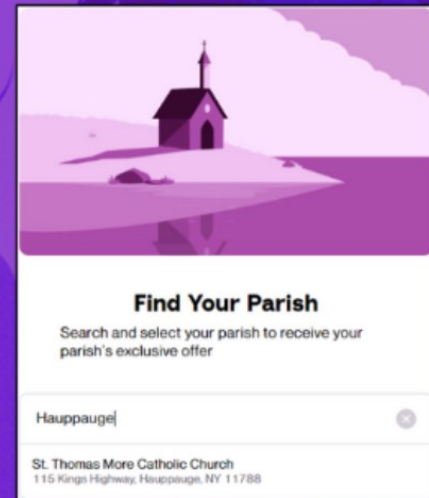 Find Your Parish
Search and select your parish to receive your
parish's exclusive offer
Hauppauge
St. Thomas More Catholic Church
115 Kings Highway, Hauppauge, NY 11788